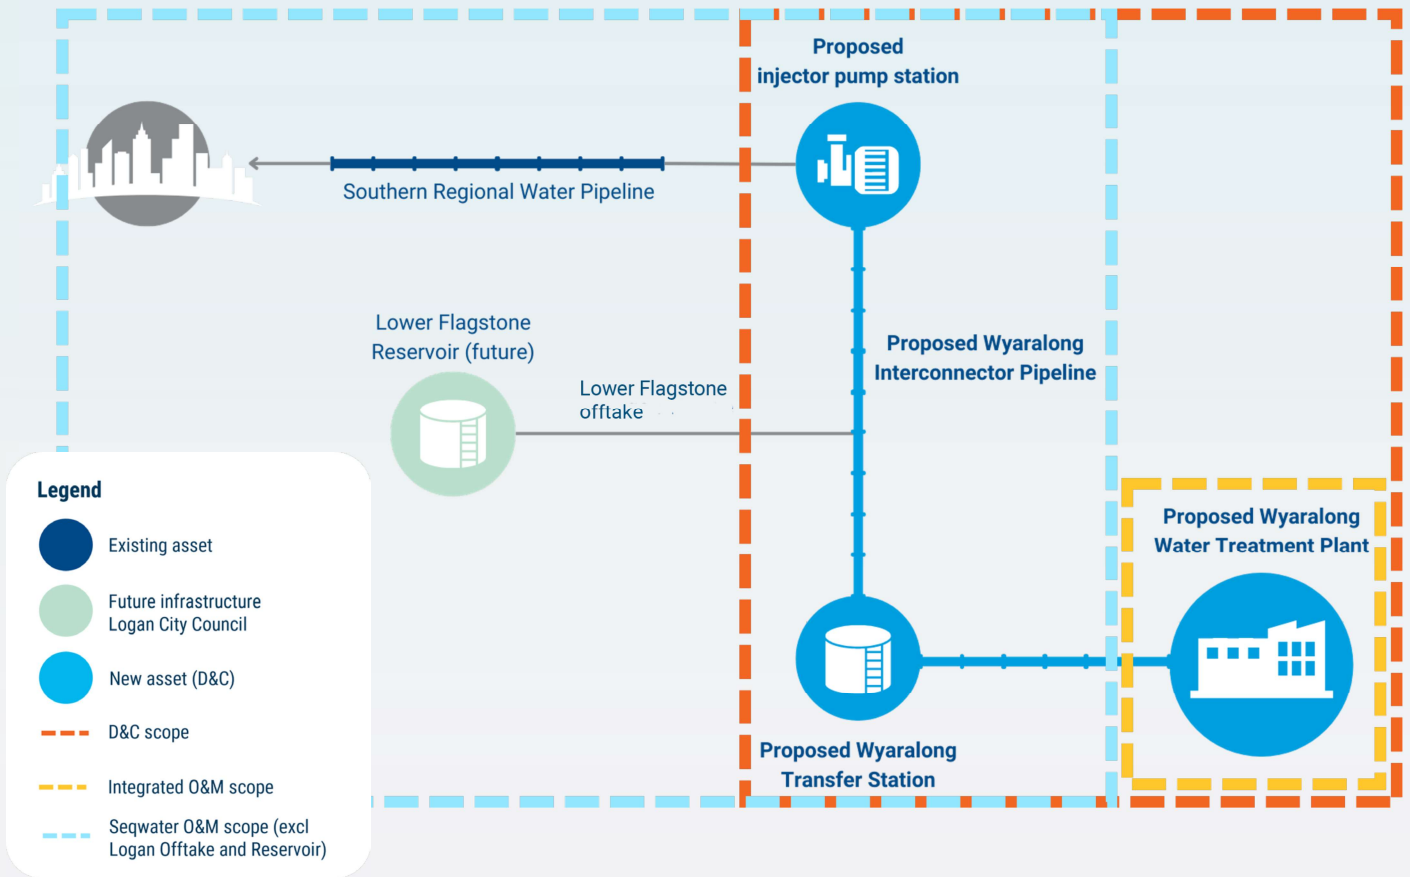 Proposed
injector pump station
Southern Regional Water Pipeline
Lower Flagstone
Reservoir (future)
Lower Flagstone
offtake
Proposed Wyaralong
Interconnector Pipeline
Proposed Wyaralong
Water Treatment Plant
Proposed Wyaralong
Transfer Station
Legend
Existing asset
Future infrastructure
Logan City Council
New asset (D&C)
D&C scope
Integrated O&M scope
Seqwater O&M scope (excl
Logan Offtake and Reservoir)